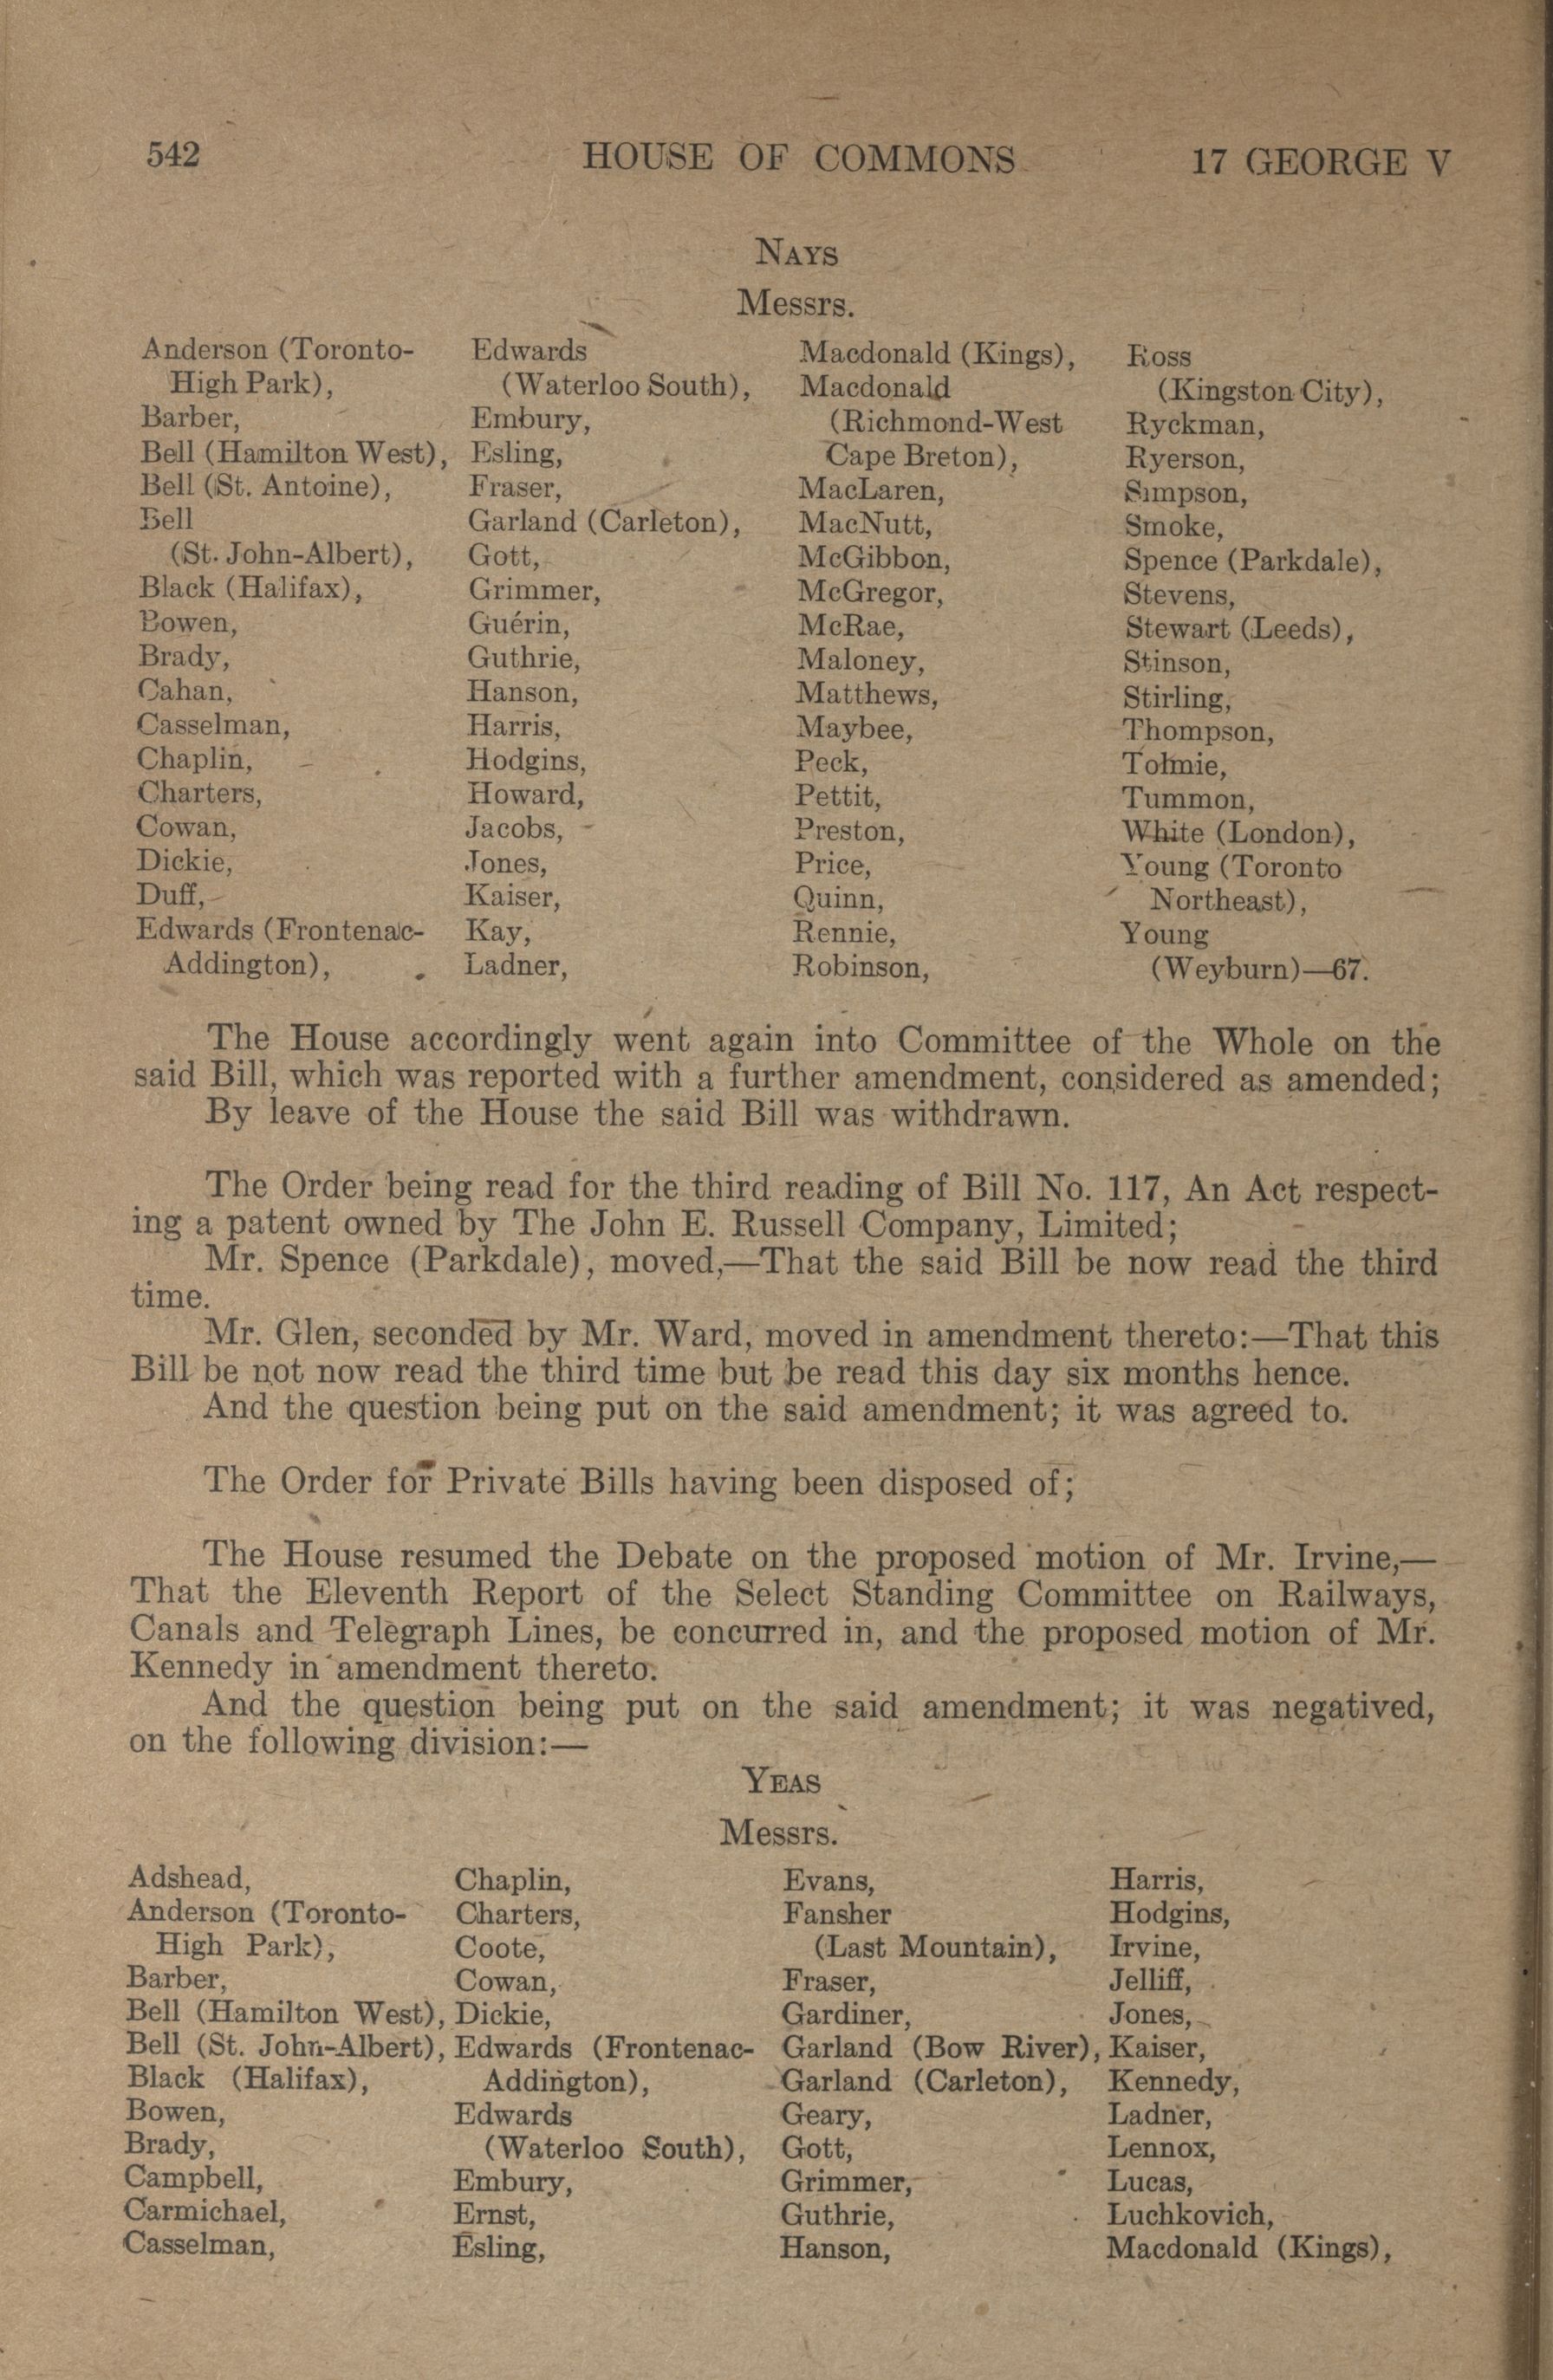 542
HOUSE OF COMMONS
17 GEORGE V
NAYS
Messrs.
Anderson (Toronto-
High Park),
Barber,
Bell (Hamilton West),
Bell (St. Antoine),
Bell
(St. John-Albert),
Black (Halifax),
Bowen,
Brady,
Cahan,
Casselman,
Chaplin,
Charters,
Cowan,
Dickie,
Duff,
Edwards (Frontenac-
Addington),
Edwards
(Waterloo South),
Embury,
Esling,
Fraser,
Garland (Carleton),
Gott,
Grimmer,
Guérin,
Guthrie,
Hanson,
Harris,
Hodgins,
Howard,
Jacobs,
Jones,
Kaiser,
Kay,
Ladner,
Macdonald (Kings),
Macdonald
(Richmond-West
Cape Breton),
MacLaren,
MacNutt,
McGibbon,
McGregor,
McRae,
Maloney,
Matthews,
Maybee,
Peck,
Pettit,
Preston,
Price,
Quinn,
Rennie,
Robinson,
Ross
(Kingston City),
Ryckman,
Ryerson,
Simpson,
Smoke,
Spence (Parkdale),
Stevens,
Stewart (Leeds),
Stinson,
Stirling,
Thompson,
Tolmie,
Tummon,
White (London),
Young (Toronto
Northeast),
Young
(Weyburn)—67.
The House accordingly went again into Committee of the Whole on the
said Bill, which was reported with a further amendment, considered as amended;
By leave of the House the said Bill was withdrawn.
The Order being read for the third reading of Bill No. 117, An Act respect-
ing a patent owned by The John E. Russell Company, Limited;
Mr. Spence (Parkdale), moved,—That the said Bill be now read the third
time.
Mr. Glen, seconded by Mr. Ward, moved in amendment thereto:—That this
Bill be not now read the third time but be read this day six months hence.
And the question being put on the said amendment; it was agreed to.
The Order for Private Bills having been disposed of;
The House resumed the Debate on the proposed motion of Mr. Irvine,—
That the Eleventh Report of the Select Standing Committee on Railways,
Canals and Telegraph Lines, be concurred in, and the proposed motion of Mr.
Kennedy in amendment thereto.
And the question being put on the said amendment; it was negatived,
on the following division:—
YEAS
Messrs.
Adshead,
Anderson (Toronto-
High Park),
Barber,
Bell (Hamilton West),
Bell (St. John-Albert),
Black (Halifax),
Bowen,
Brady,
Campbell,
Carmichael,
Casselman,
Chaplin,
Charters,
Coote,
Cowan,
Dickie,
Edwards (Frontenac-
Addington),
Edwards
(Waterloo South),
Embury,
Ernst,
Esling,
Evans,
Fansher
(Last Mountain),
Fraser,
Gardiner,
Garland (Bow River),
Garland (Carleton),
Geary,
Gott,
Grimmer,
Guthrie,
Hanson,
Harris,
Hodgins,
Irvine,
Jelliff,
Jones,
Kaiser,
Kennedy,
Ladner,
Lennox,
Lucas,
Luchkovich,
Macdonald (Kings),